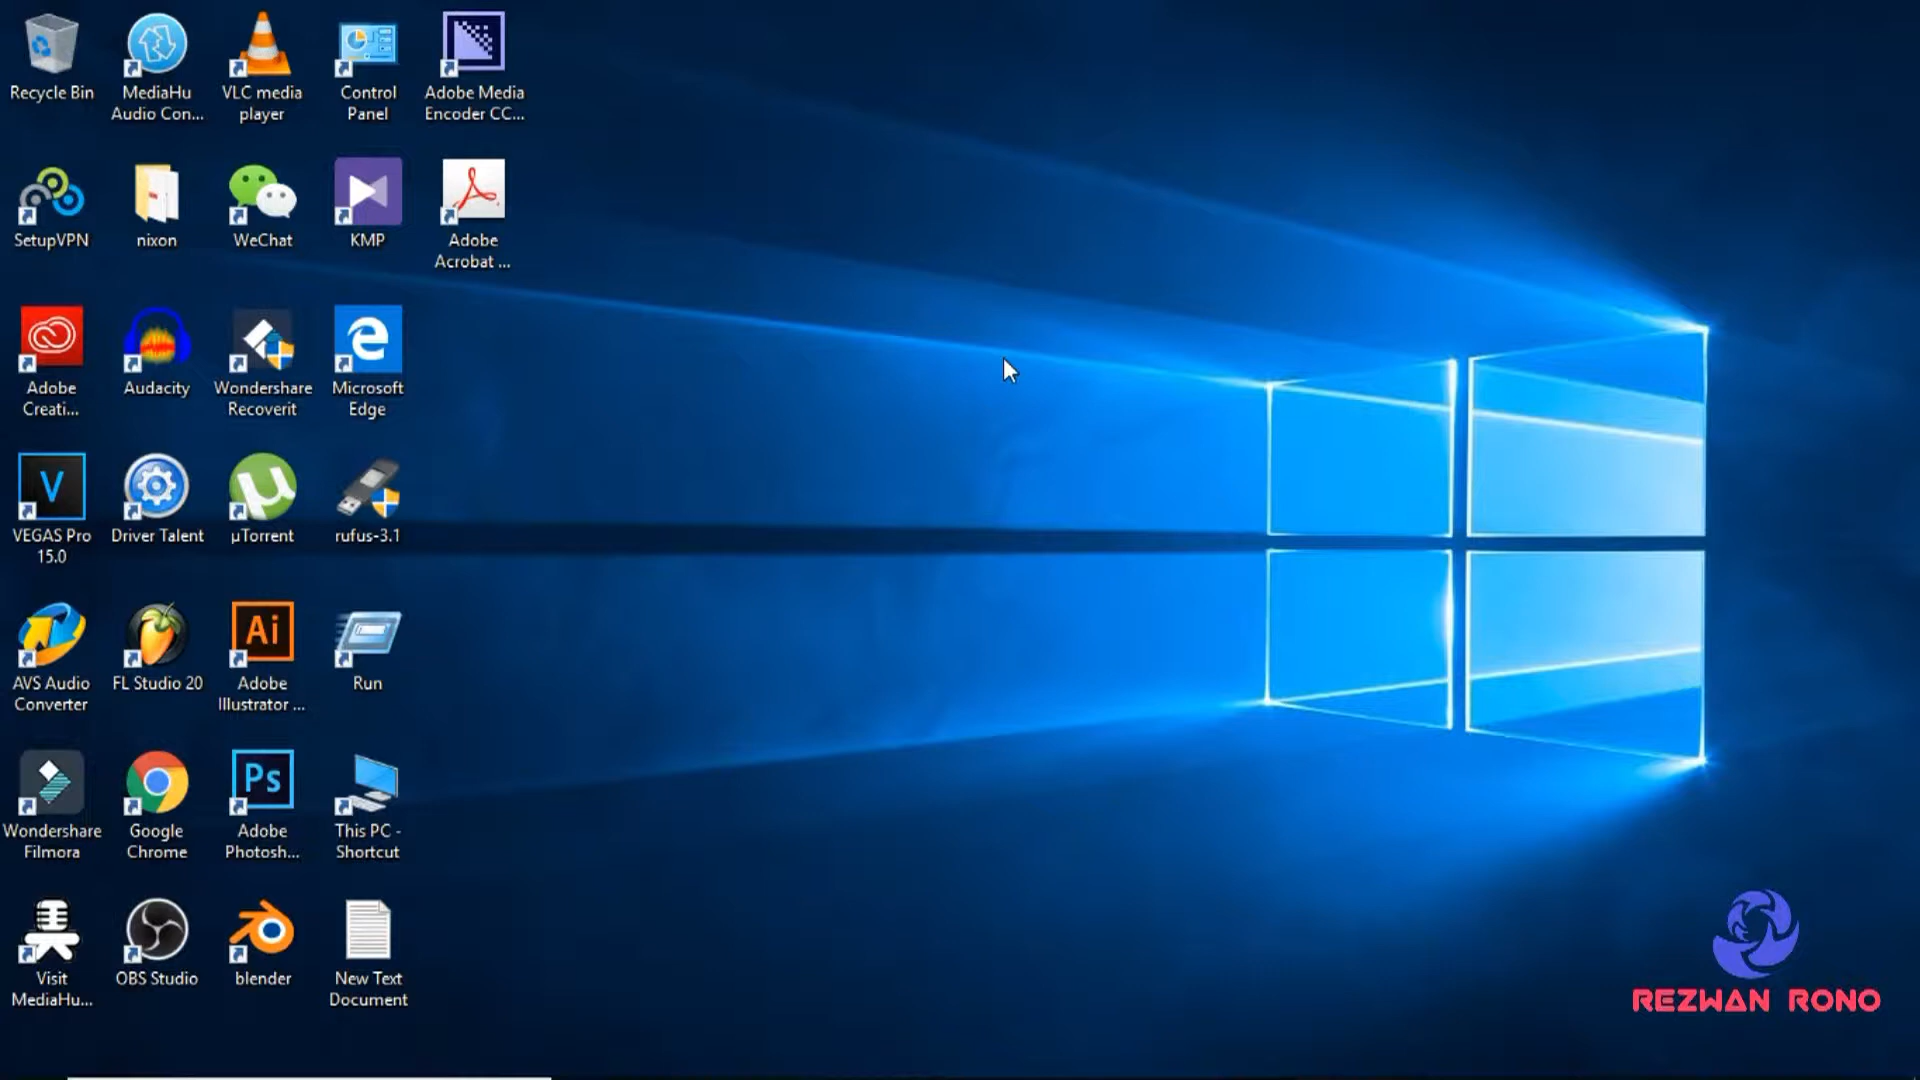 Recycle Bin
MediaHu
Audio Con...
VLC media
player
Control
Panel
Adobe Media
Encoder CC...
SetupVPN
nixon
WeChat
KMP
Adobe
Acrobat ...
Adobe
Creati...
Audacity
Wondershare
Recoverit
Microsoft
Edge
V
VEGAS Pro
15.0
Driver Talent
µTorrent
rufus-3.1
AVS Audio
Converter
FL Studio 20
Ai
Adobe
Illustrator ...
Run
Wondershare
Filmora
Google
Chrome
Ps
Adobe
Photosh...
This PC -
Shortcut
Visit
MediaHu...
OBS Studio
blender
New Text
Document
REZWAN RONO